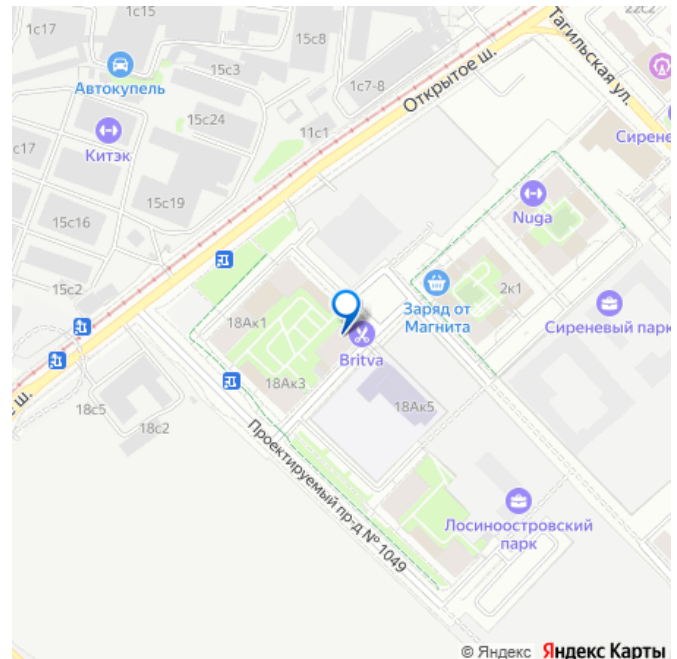 1с15
22с2
1с17
15с8
Тагильская ул.
15с3
1с7-8
Автокупель
Открытое ш.
15с24
11с1
Сирене
с17
Китэк
15с19
Nuga
15с16
15с2
2к1
Заряд от
Магнита
Сиреневый парк
18Ак1
Britva
18Ак3
18Ак5
е ш.
18с5
18с2
Проектируемый пр-д № 1049
Лосиноостровский
парк
© Яндекс Яндекс Карты